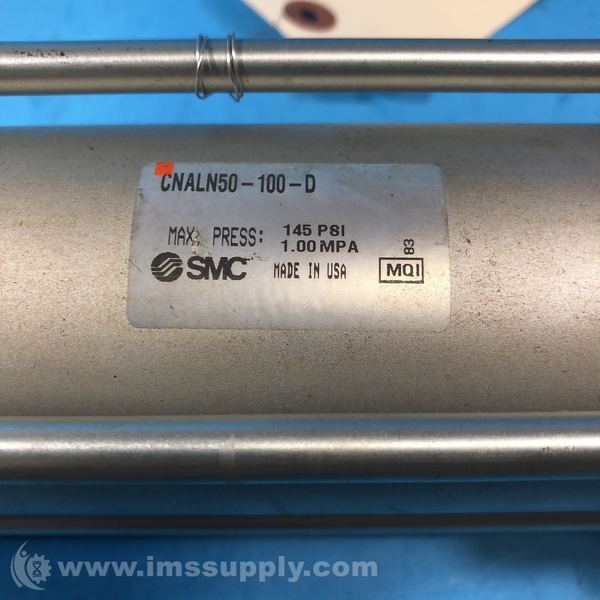 CNALN50-100-D
MAX. PRESS: 145 PSI
1.00 MPA
SMC MADE IN USA
83
MQI
www.imssupply.com